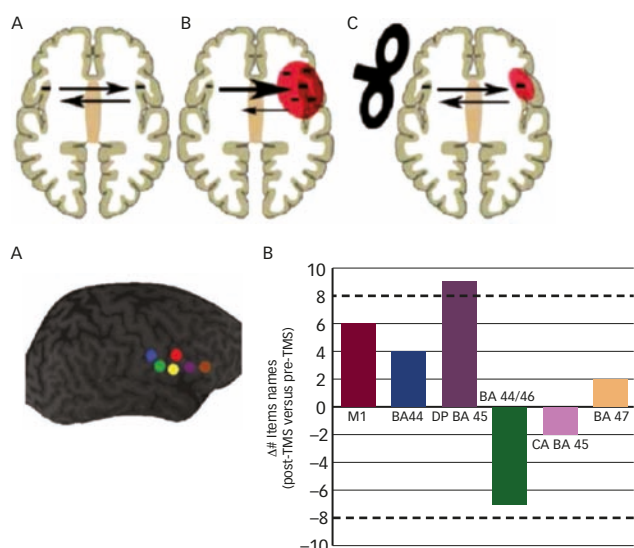 A
B
C
A
B
Δ# Items names
(post-TMS versus pre-TMS)
10
8
6
4
2
0
–2
–4
–6
–8
–10
M1
BA44
DP BA 45
BA 44/46
CA BA 45
BA 47